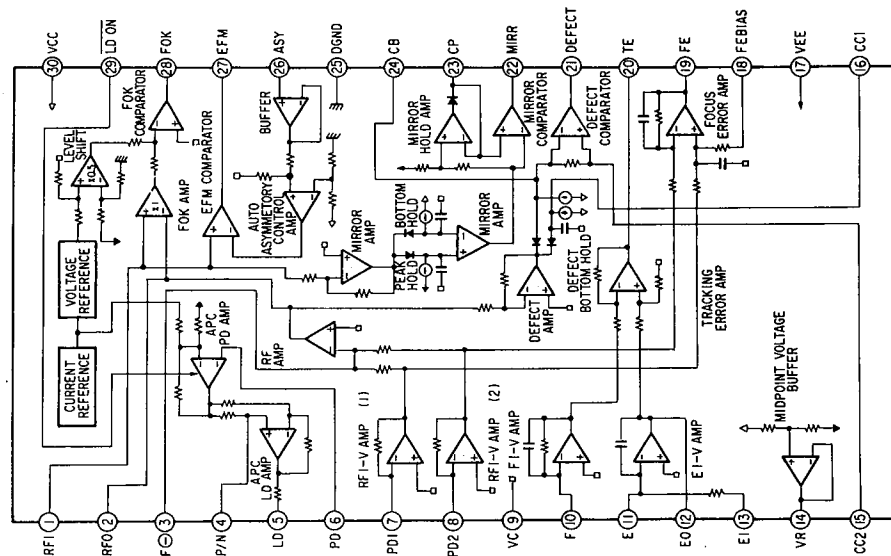 30 VCC
29 LD ON
28 FOK
27 EFM
26 ASY
25 DGND
24 CB
23 CP
22 MIRR
21 DEFECT
20 TE
19 FE
18 FEBIAS
17 VEE
16 CC1
FOK COMPARATOR
LEVEL SHIFT
×0.5
FOK AMP
×1
EFM COMPARATOR
BUFFER
AUTO ASYMMETORY CONTROL AMP
MIRROR AMP
BOTTOM HOLD
PEAK HOLD
MIRROR AMP
MIRROR HOLD AMP
MIRROR COMPARATOR
DEFECT COMPARATOR
DEFECT AMP
DEFECT BOTTOM HOLD
TRACKING ERROR AMP
FOCUS ERROR AMP
VOLTAGE REFERENCE
CURRENT REFERENCE
APC PD AMP
RF AMP
APC LD AMP
RF I-V AMP (1)
RF I-V AMP (2)
F I-V AMP
E I-V AMP
MIDPOINT VOLTAGE BUFFER
RFI 1
RFO 2
F(-) 3
P/N 4
LD 5
PD 6
PD1 7
PD2 8
VC 9
F 10
E 11
EO 12
EI 13
VR 14
CC2 15